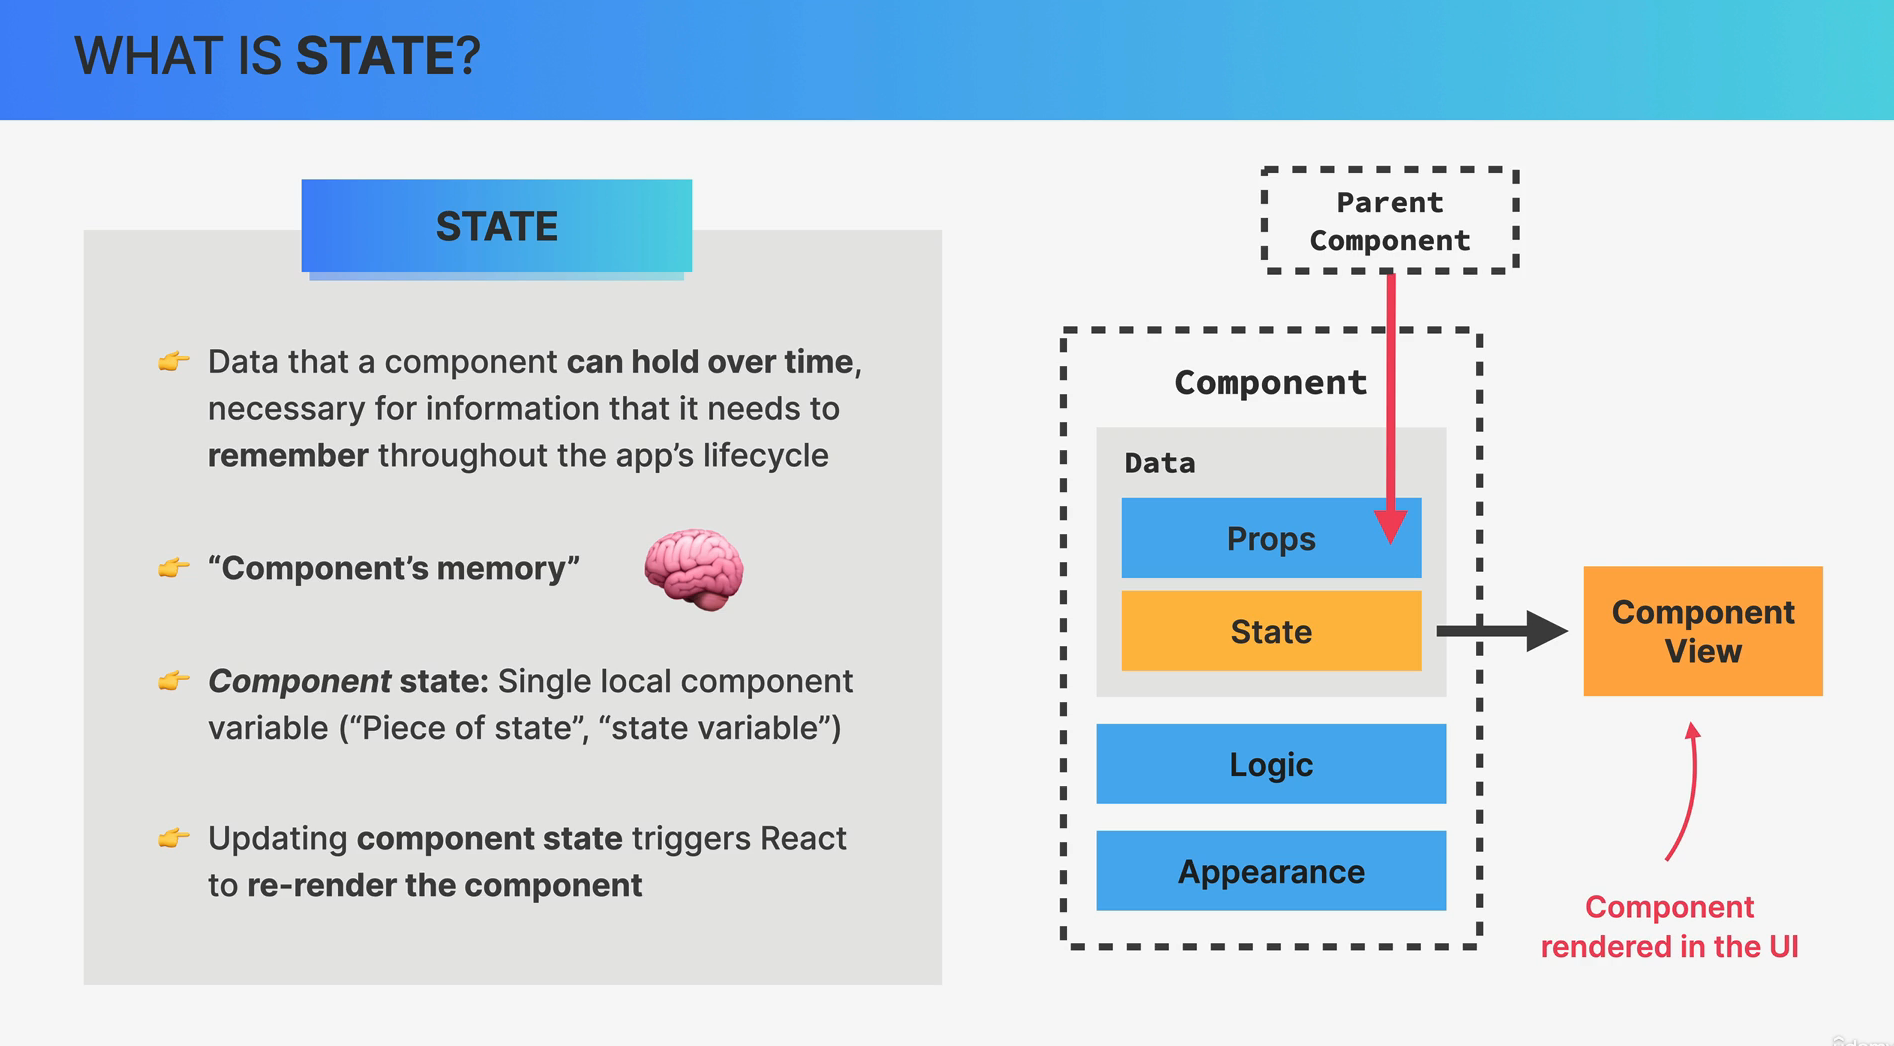 WHAT IS STATE?
STATE
Data that a component can hold over time,
necessary for information that it needs to
remember throughout the app’s lifecycle
“Component’s memory”
Component state: Single local component
variable (“Piece of state”, “state variable”)
Updating component state triggers React
to re-render the component
Parent
Component
Component
Data
Props
State
Logic
Appearance
Component
View
Component
rendered in the UI